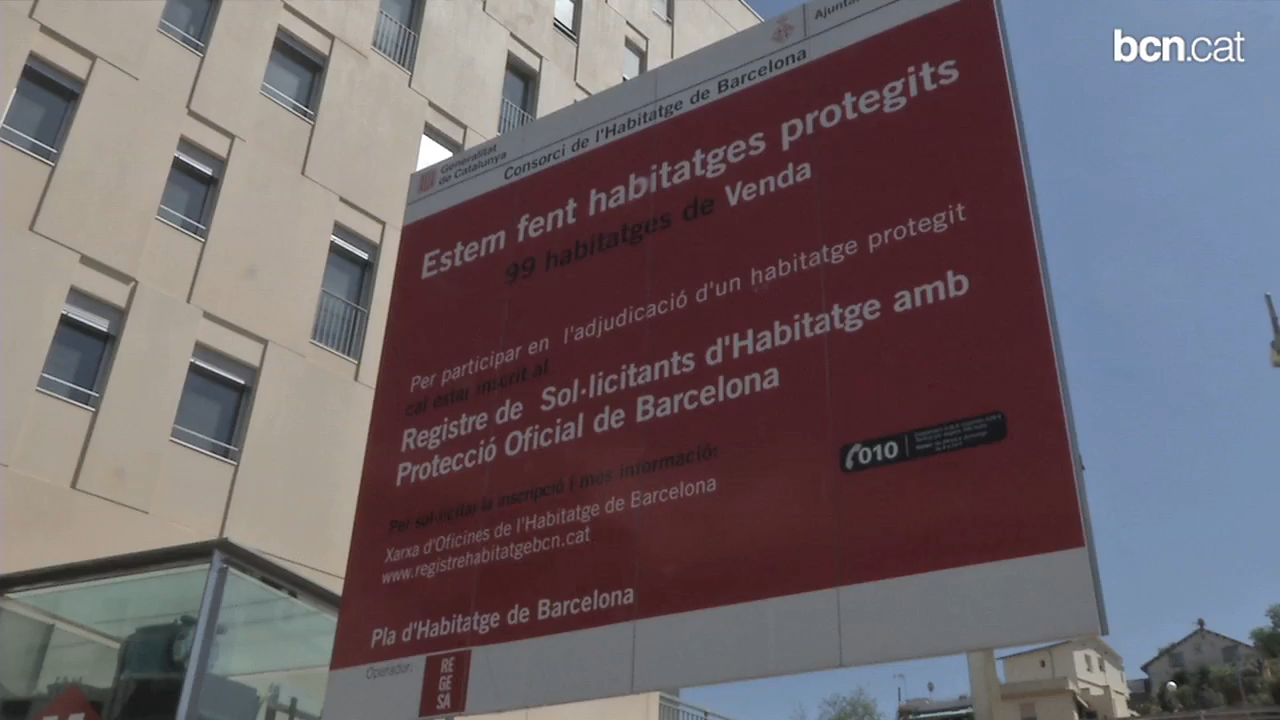 bcn.cat
Ajunta
Generalitat
de Catalunya
Consorci de l'Habitatge de Barcelona
Estem fent habitatges protegits
99 habitatges de Venda
Per participar en l'adjudicació d'un habitatge protegit
cal estar inscrit al
Registre de Sol·licitants d'Habitatge amb
Protecció Oficial de Barcelona
010
Per sol·licitar la inscripció i més informació:
Xarxa d'Oficines de l'Habitatge de Barcelona
www.registrehabitatgebcn.cat
Pla d'Habitatge de Barcelona
Operador:
RE
GE
SA